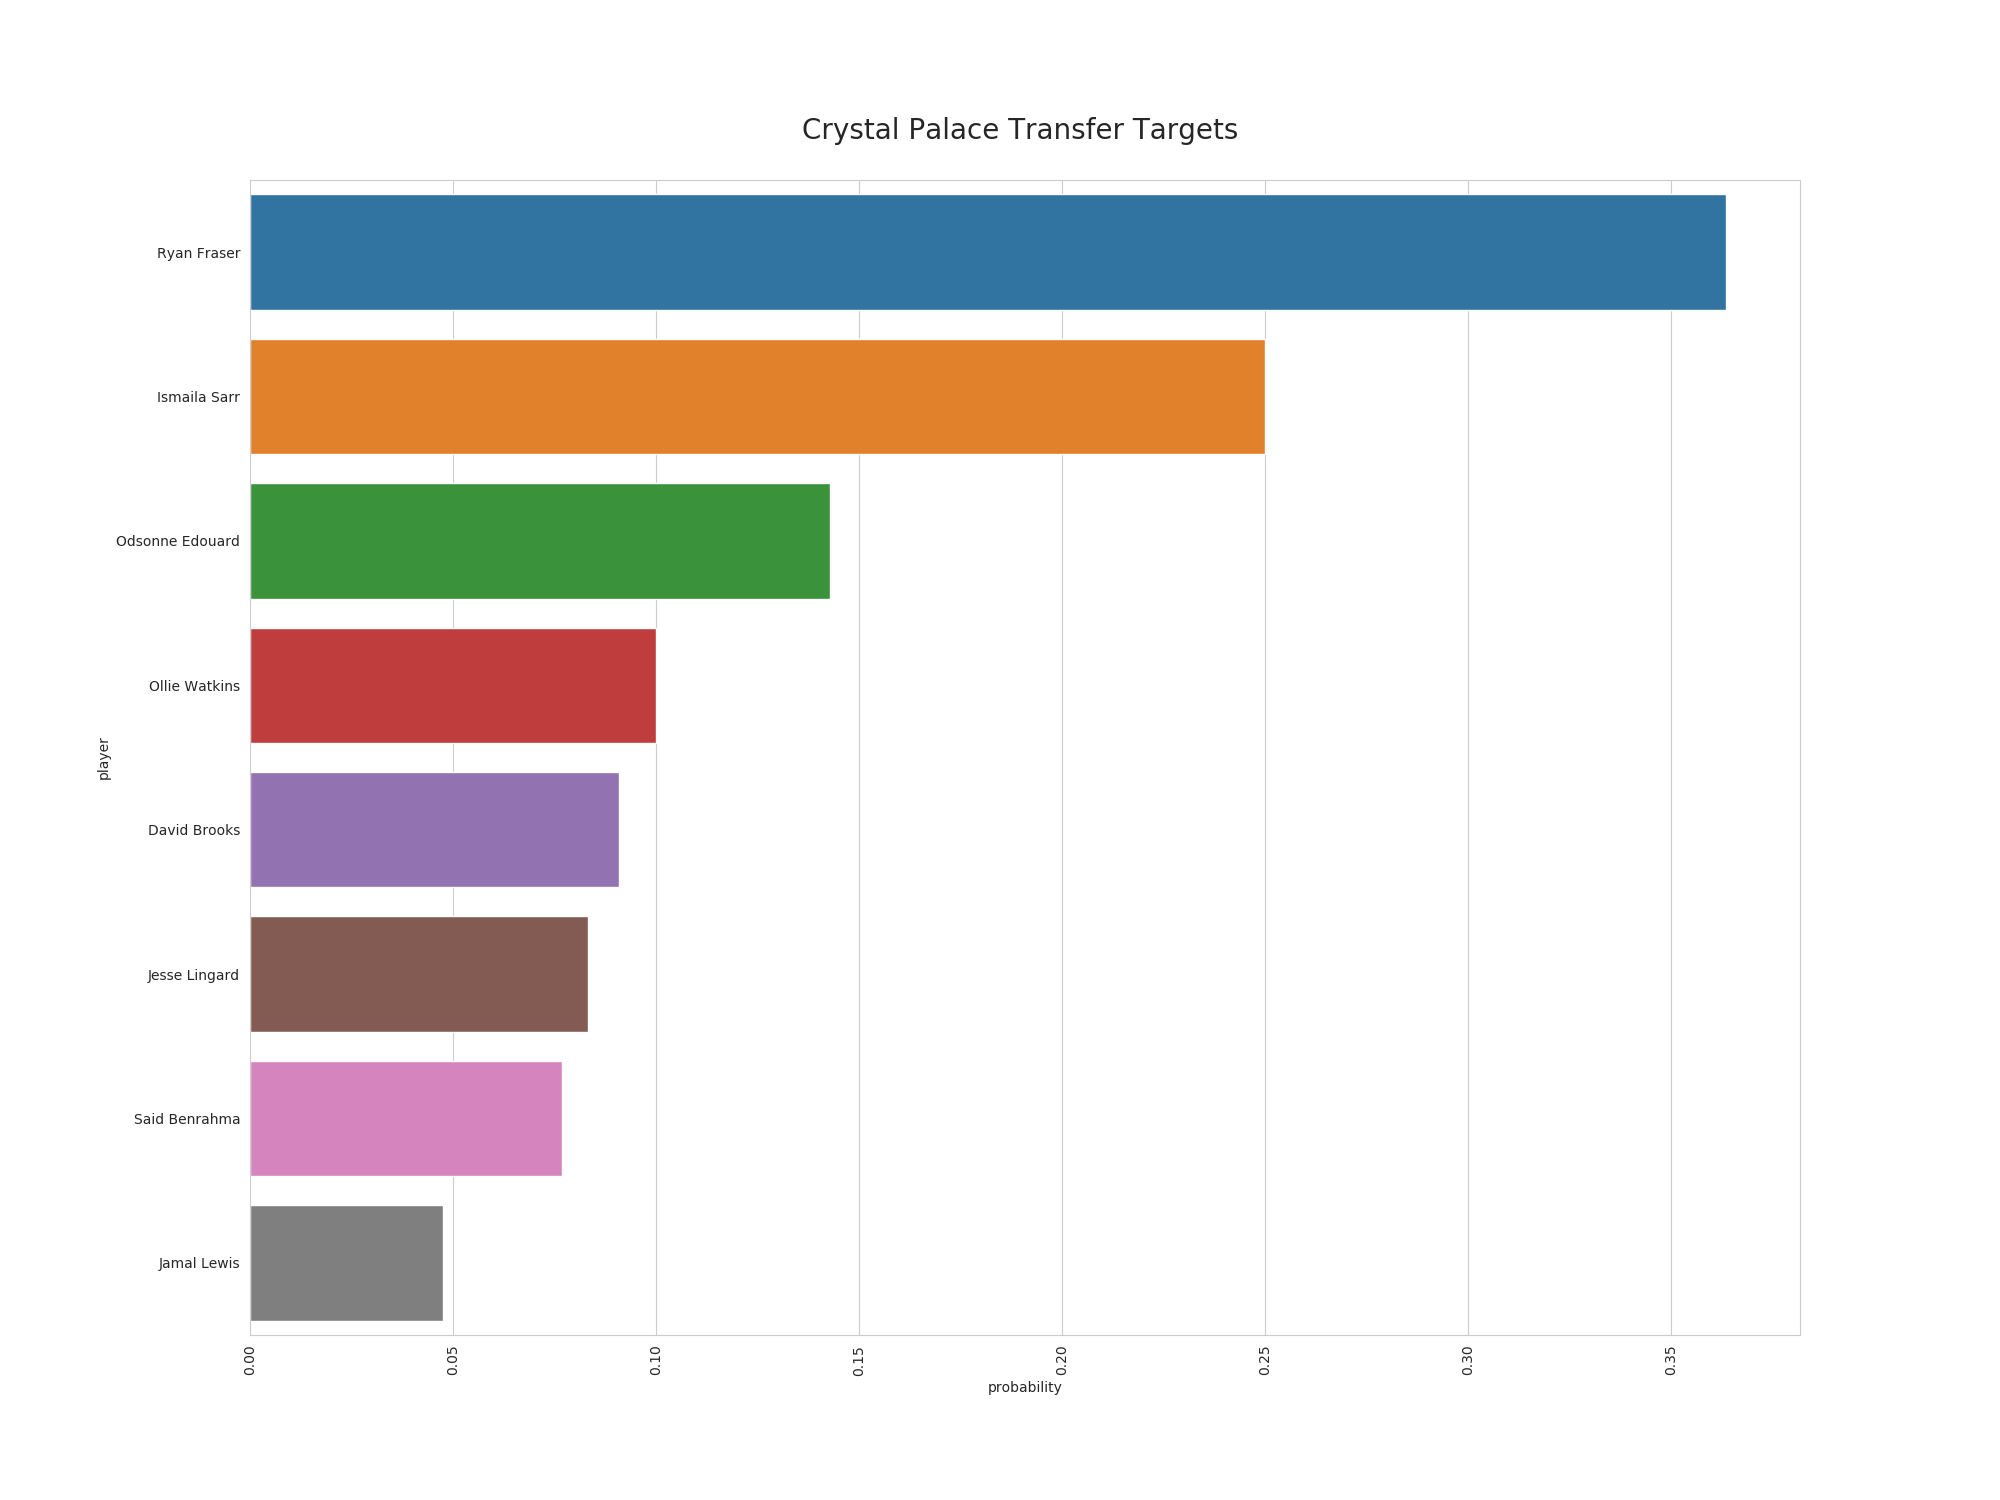 Crystal Palace Transfer Targets
Ryan Fraser
Ismaila Sarr
Odsonne Edouard
Ollie Watkins
David Brooks
Jesse Lingard
Said Benrahma
Jamal Lewis
player
0.00
0.05
0.10
0.15
0.20
0.25
0.30
0.35
probability